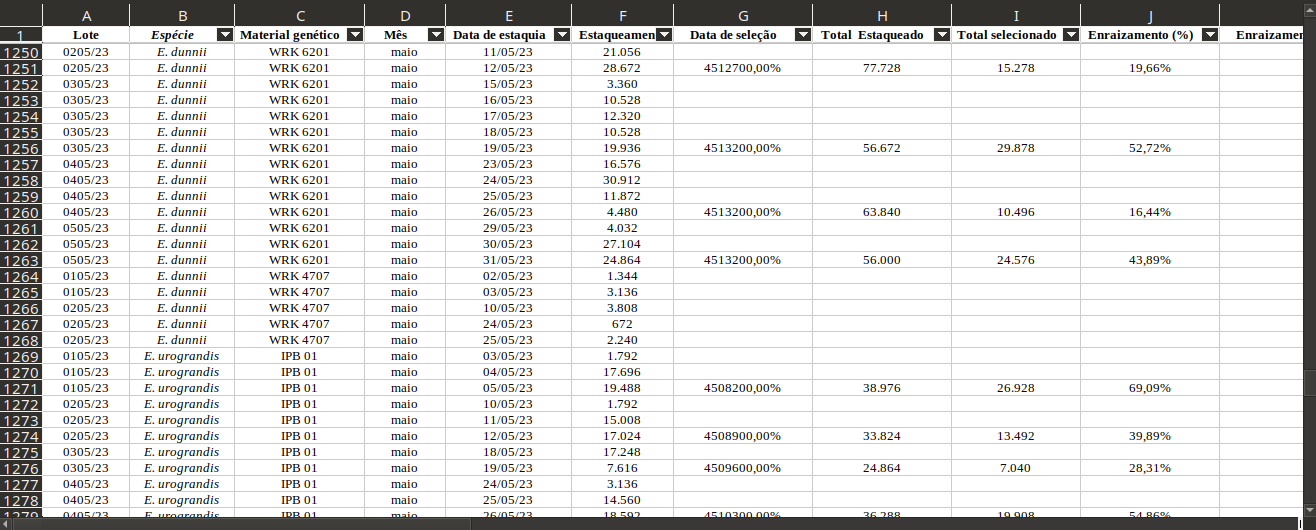 A B C D E F G H I J
1 Lote Espécie Material genético Mês Data de estaquia Estaqueamen Data de seleção Total Estaqueado Total selecionado Enraizamento (%) Enraizamen
1250 0205/23 E. dunnii WRK 6201 maio 11/05/23 21.056
1251 0205/23 E. dunnii WRK 6201 maio 12/05/23 28.672 4512700,00% 77.728 15.278 19,66%
1252 0305/23 E. dunnii WRK 6201 maio 15/05/23 3.360
1253 0305/23 E. dunnii WRK 6201 maio 16/05/23 10.528
1254 0305/23 E. dunnii WRK 6201 maio 17/05/23 12.320
1255 0305/23 E. dunnii WRK 6201 maio 18/05/23 10.528
1256 0305/23 E. dunnii WRK 6201 maio 19/05/23 19.936 4513200,00% 56.672 29.878 52,72%
1257 0405/23 E. dunnii WRK 6201 maio 23/05/23 16.576
1258 0405/23 E. dunnii WRK 6201 maio 24/05/23 30.912
1259 0405/23 E. dunnii WRK 6201 maio 25/05/23 11.872
1260 0405/23 E. dunnii WRK 6201 maio 26/05/23 4.480 4513200,00% 63.840 10.496 16,44%
1261 0505/23 E. dunnii WRK 6201 maio 29/05/23 4.032
1262 0505/23 E. dunnii WRK 6201 maio 30/05/23 27.104
1263 0505/23 E. dunnii WRK 6201 maio 31/05/23 24.864 4513200,00% 56.000 24.576 43,89%
1264 0105/23 E. dunnii WRK 4707 maio 02/05/23 1.344
1265 0105/23 E. dunnii WRK 4707 maio 03/05/23 3.136
1266 0205/23 E. dunnii WRK 4707 maio 10/05/23 3.808
1267 0205/23 E. dunnii WRK 4707 maio 24/05/23 672
1268 0205/23 E. dunnii WRK 4707 maio 25/05/23 2.240
1269 0105/23 E. urograndis IPB 01 maio 03/05/23 1.792
1270 0105/23 E. urograndis IPB 01 maio 04/05/23 17.696
1271 0105/23 E. urograndis IPB 01 maio 05/05/23 19.488 4508200,00% 38.976 26.928 69,09%
1272 0205/23 E. urograndis IPB 01 maio 10/05/23 1.792
1273 0205/23 E. urograndis IPB 01 maio 11/05/23 15.008
1274 0205/23 E. urograndis IPB 01 maio 12/05/23 17.024 4508900,00% 33.824 13.492 39,89%
1275 0305/23 E. urograndis IPB 01 maio 18/05/23 17.248
1276 0305/23 E. urograndis IPB 01 maio 19/05/23 7.616 4509600,00% 24.864 7.040 28,31%
1277 0405/23 E. urograndis IPB 01 maio 24/05/23 3.136
1278 0405/23 E. urograndis IPB 01 maio 25/05/23 14.560
1279 0405/23 E. urograndis IPB 01 maio 26/05/23 18.592 4510300,00% 36.288 19.908 54,86%